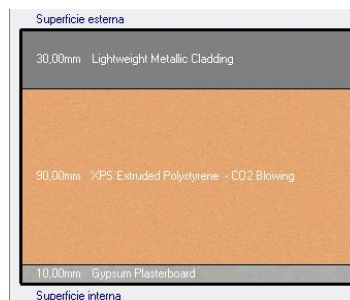 Superficie esterna
30,00mm Lightweight Metallic Cladding
90,00mm XPS Extruded Polystyrene - CO2 Blowing
10,00mm Gypsum Plasterboard
Superficie interna